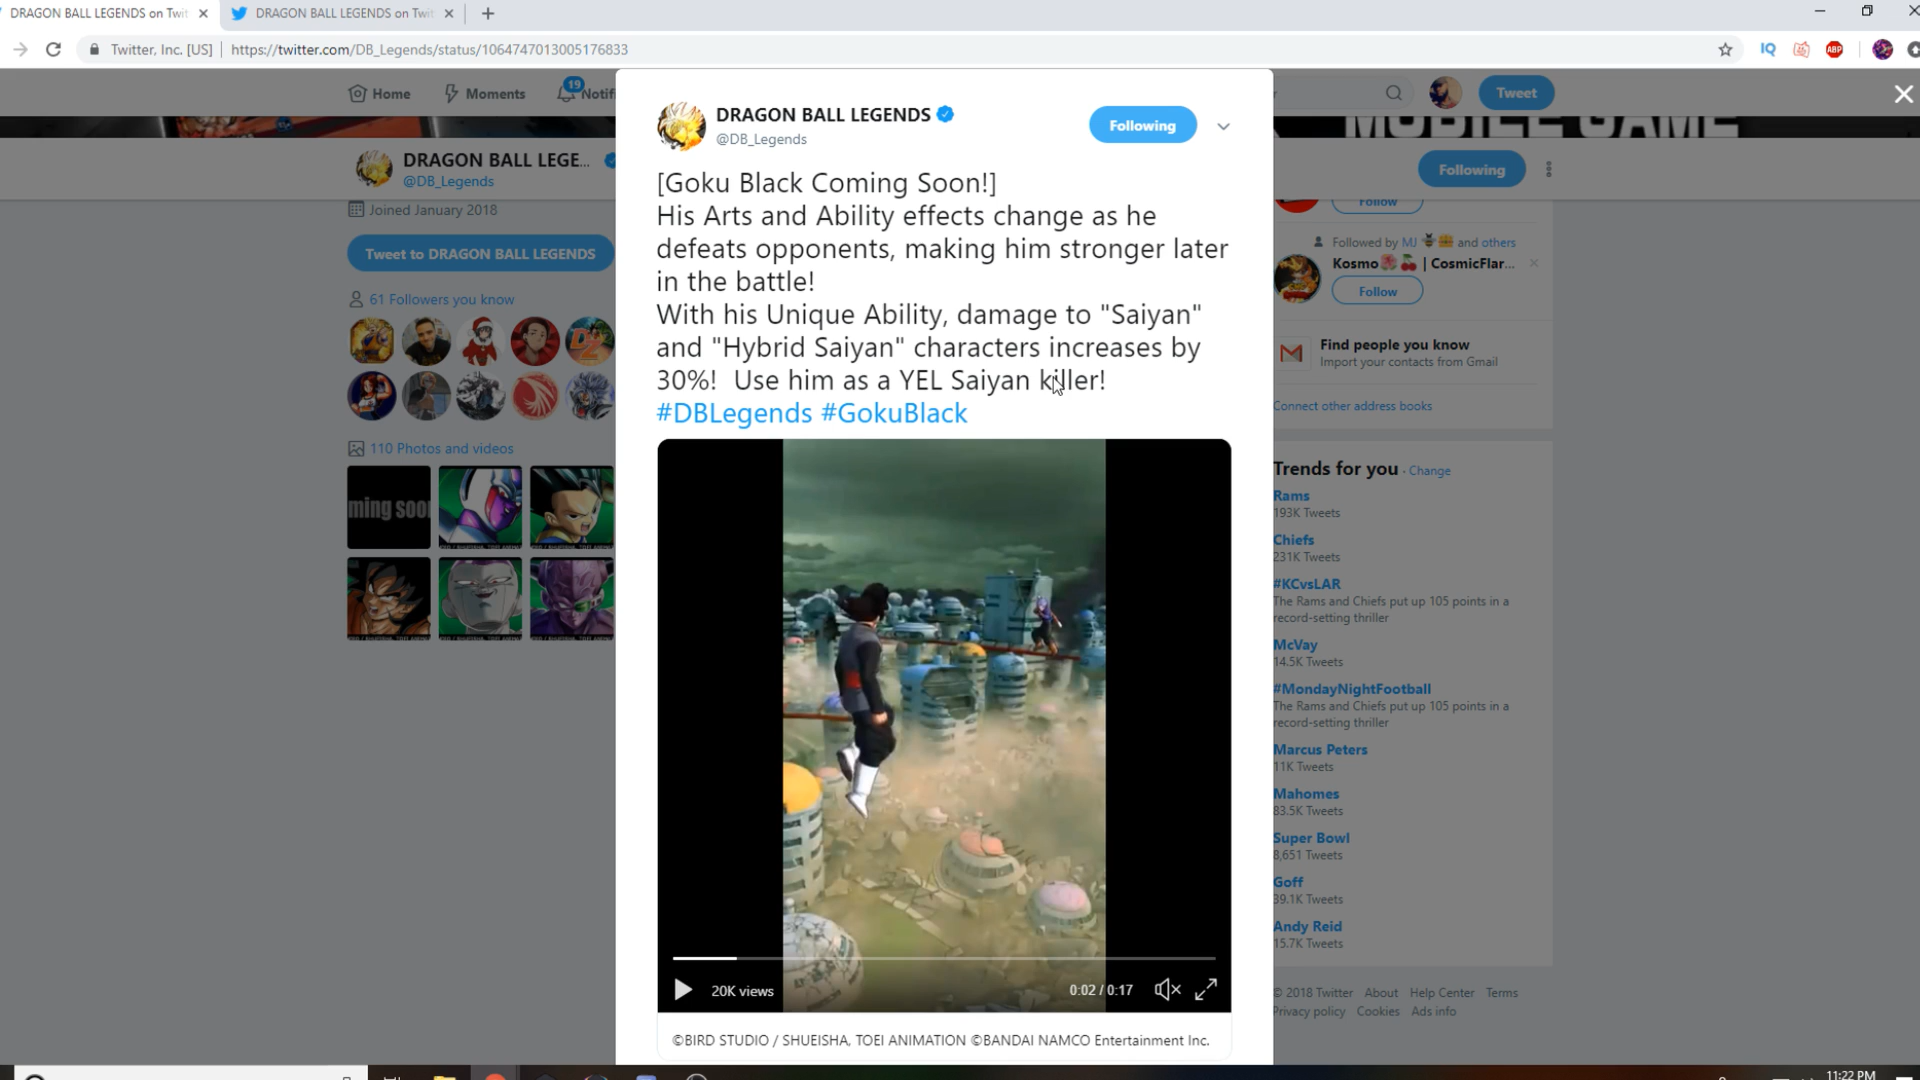 DRAGON BALL LEGENDS on Twit
DRAGON BALL LEGENDS on Twit
Twitter, Inc. [US]
https://twitter.com/DB_Legends/status/1064747013005176833
IQ
ABP
Home
Moments
19
Notifi
Tweet
MOBILE GAME
DRAGON BALL LEGE...
@DB_Legends
Following
Joined January 2018
Tweet to DRAGON BALL LEGENDS
61 Followers you know
110 Photos and videos
ming soon
DRAGON BALL LEGENDS
@DB_Legends
Following
[Goku Black Coming Soon!]
His Arts and Ability effects change as he
defeats opponents, making him stronger later
in the battle!
With his Unique Ability, damage to "Saiyan"
and "Hybrid Saiyan" characters increases by
30%!  Use him as a YEL Saiyan killer!
#DBLegends #GokuBlack
20K views
0:02 / 0:17
©BIRD STUDIO / SHUEISHA, TOEI ANIMATION ©BANDAI NAMCO Entertainment Inc.
Follow
Followed by MJ and others
Kosmo | CosmicFlar...
Follow
Find people you know
Import your contacts from Gmail
Connect other address books
Trends for you · Change
Rams
193K Tweets
Chiefs
231K Tweets
#KCvsLAR
The Rams and Chiefs put up 105 points in a
record-setting thriller
McVay
14.5K Tweets
#MondayNightFootball
The Rams and Chiefs put up 105 points in a
record-setting thriller
Marcus Peters
11K Tweets
Mahomes
83.5K Tweets
Super Bowl
8,651 Tweets
Goff
39.1K Tweets
Andy Reid
15.7K Tweets
© 2018 Twitter About Help Center Terms
Privacy policy Cookies Ads info
11:22 PM